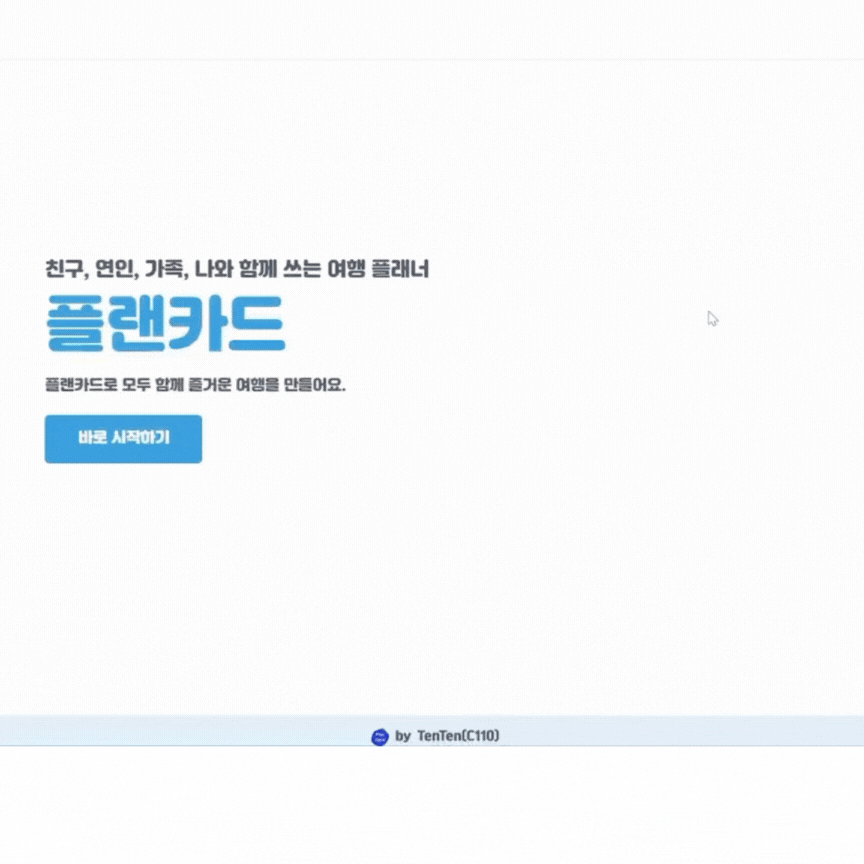 친구, 연인, 가족, 나와 함께 쓰는 여행 플래너
플랜카드
플랜카드로 모두 함께 즐거운 여행을 만들어요.
바로 시작하기
by TenTen(C110)